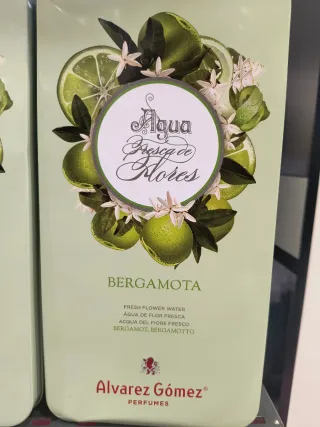 Agua
Fresca de
Flores
BERGAMOTA
FRESH FLOWER WATER
AGUA DE FLOR FRESCA
ACQUA DEL FIORE FRESCO
BERGAMOT, BERGAMOTTO
Alvarez Gómez®
PERFUMES